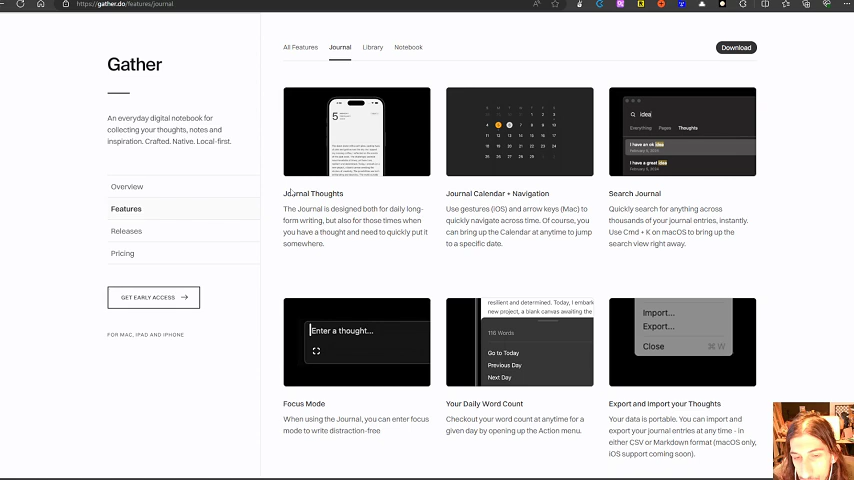 https://gather.do/features/journal
Gather
An everyday digital notebook for
collecting your thoughts, notes and
inspiration. Crafted. Native. Local-first.
Overview
Features
Releases
Pricing
GET EARLY ACCESS →
FOR MAC, IPAD AND IPHONE
All Features Journal Library Notebook Download
5
idea
Everything Pages Thoughts
I have an ok idea
February 5, 2024
I have a great idea
February 5, 2024
Journal Thoughts
The Journal is designed both for daily long-
form writing, but also for those times when
you have a thought and need to quickly put it
somewhere.
Journal Calendar + Navigation
Use gestures (iOS) and arrow keys (Mac) to
quickly navigate across time. Of course, you
can bring up the Calendar at anytime to jump
to a specific date.
Search Journal
Quickly search for anything across
thousands of your journal entries, instantly.
Use Cmd + K on macOS to bring up the
search view right away.
Enter a thought...
resilient and determined. Today, I embark
new project, a blank canvas awaiting the
116 Words
Go to Today
Previous Day
Next Day
Import...
Export...
Close ⌘ W
Focus Mode
When using the Journal, you can enter focus
mode to write distraction-free
Your Daily Word Count
Checkout your word count at anytime for a
given day by opening up the Action menu.
Export and Import your Thoughts
Your data is portable. You can import and
export your journal entries at any time - in
either CSV or Markdown format (macOS only,
iOS support coming soon).